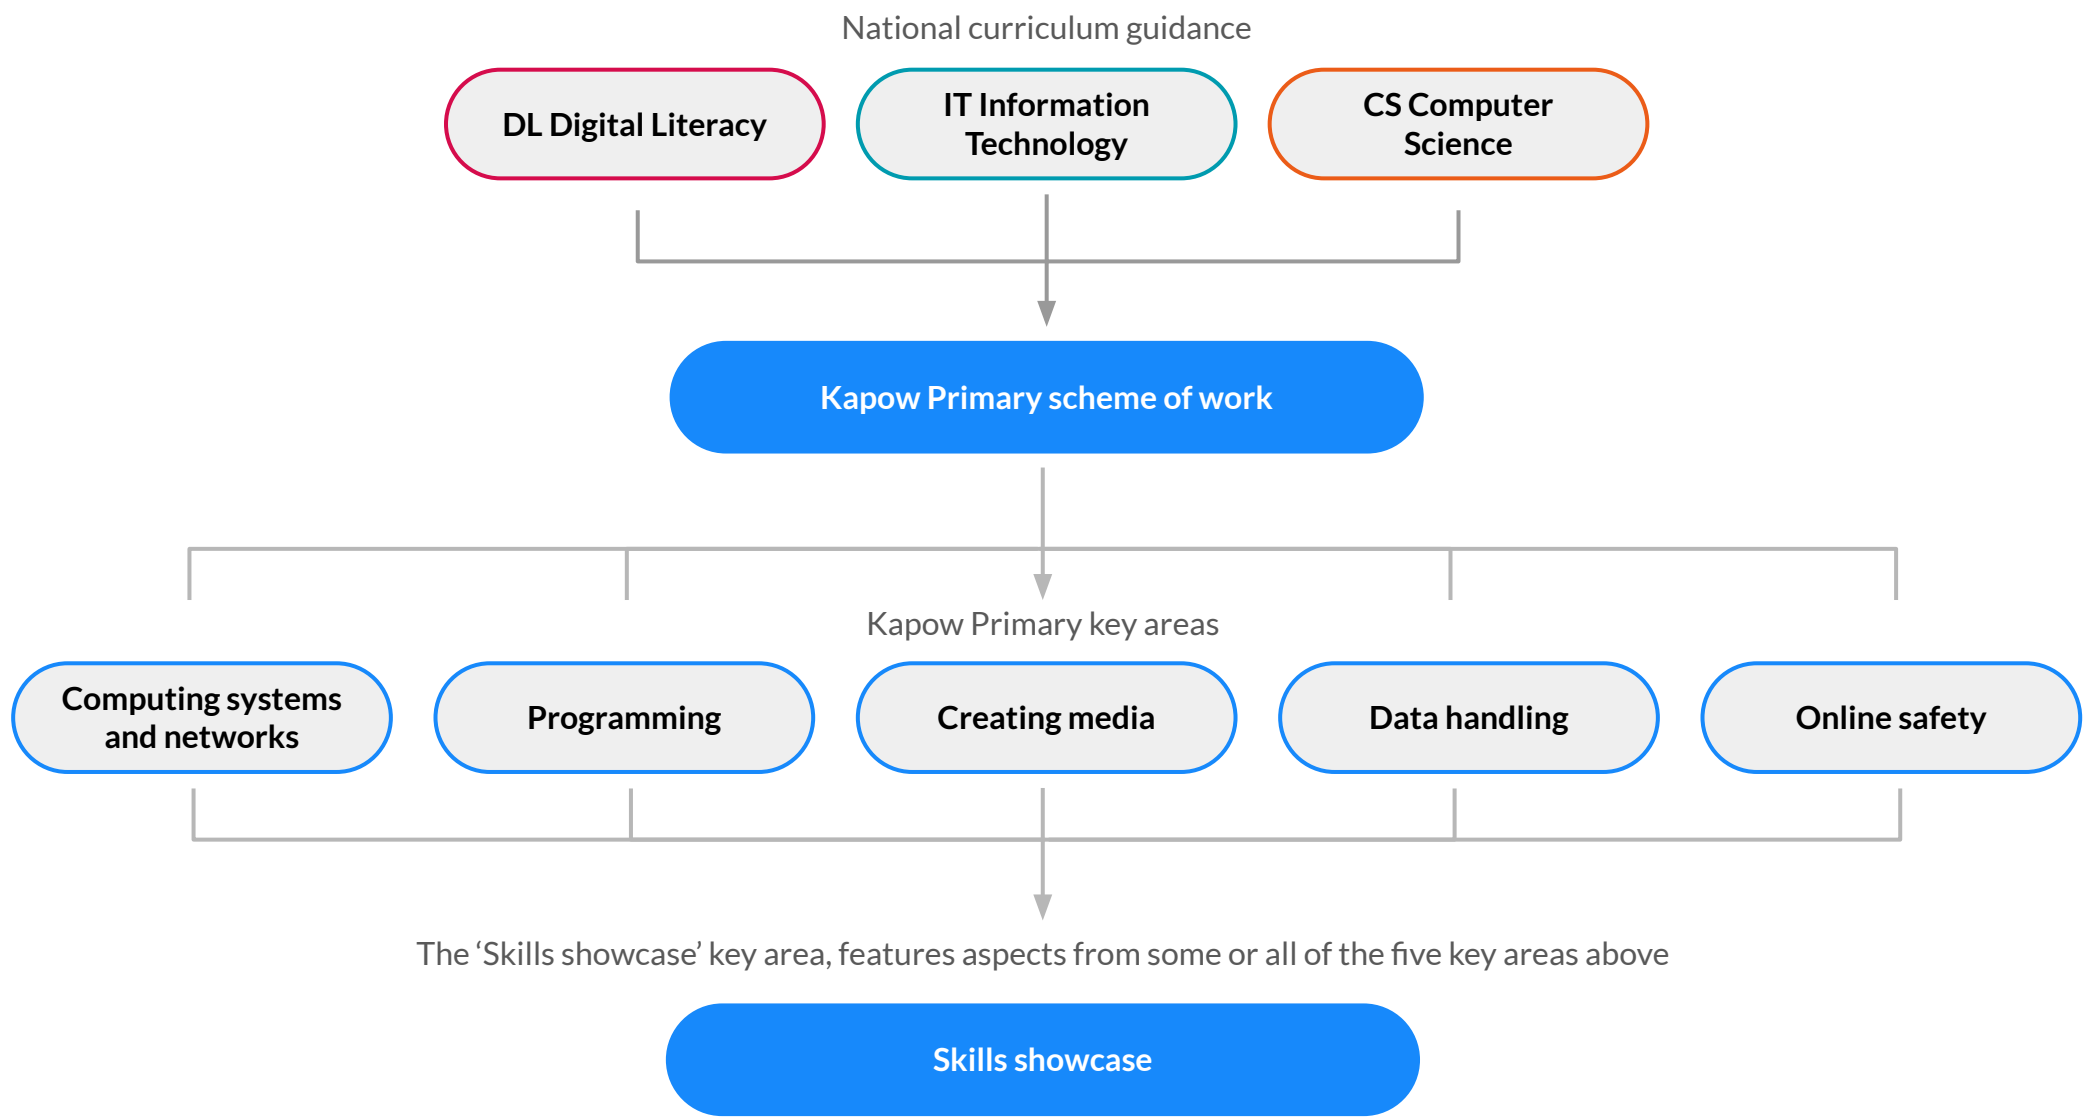 National curriculum guidance
DL Digital Literacy
IT Information
Technology
CS Computer
Science
Kapow Primary scheme of work
Kapow Primary key areas
Computing systems
and networks
Programming
Creating media
Data handling
Online safety
The ‘Skills showcase’ key area, features aspects from some or all of the five key areas above
Skills showcase